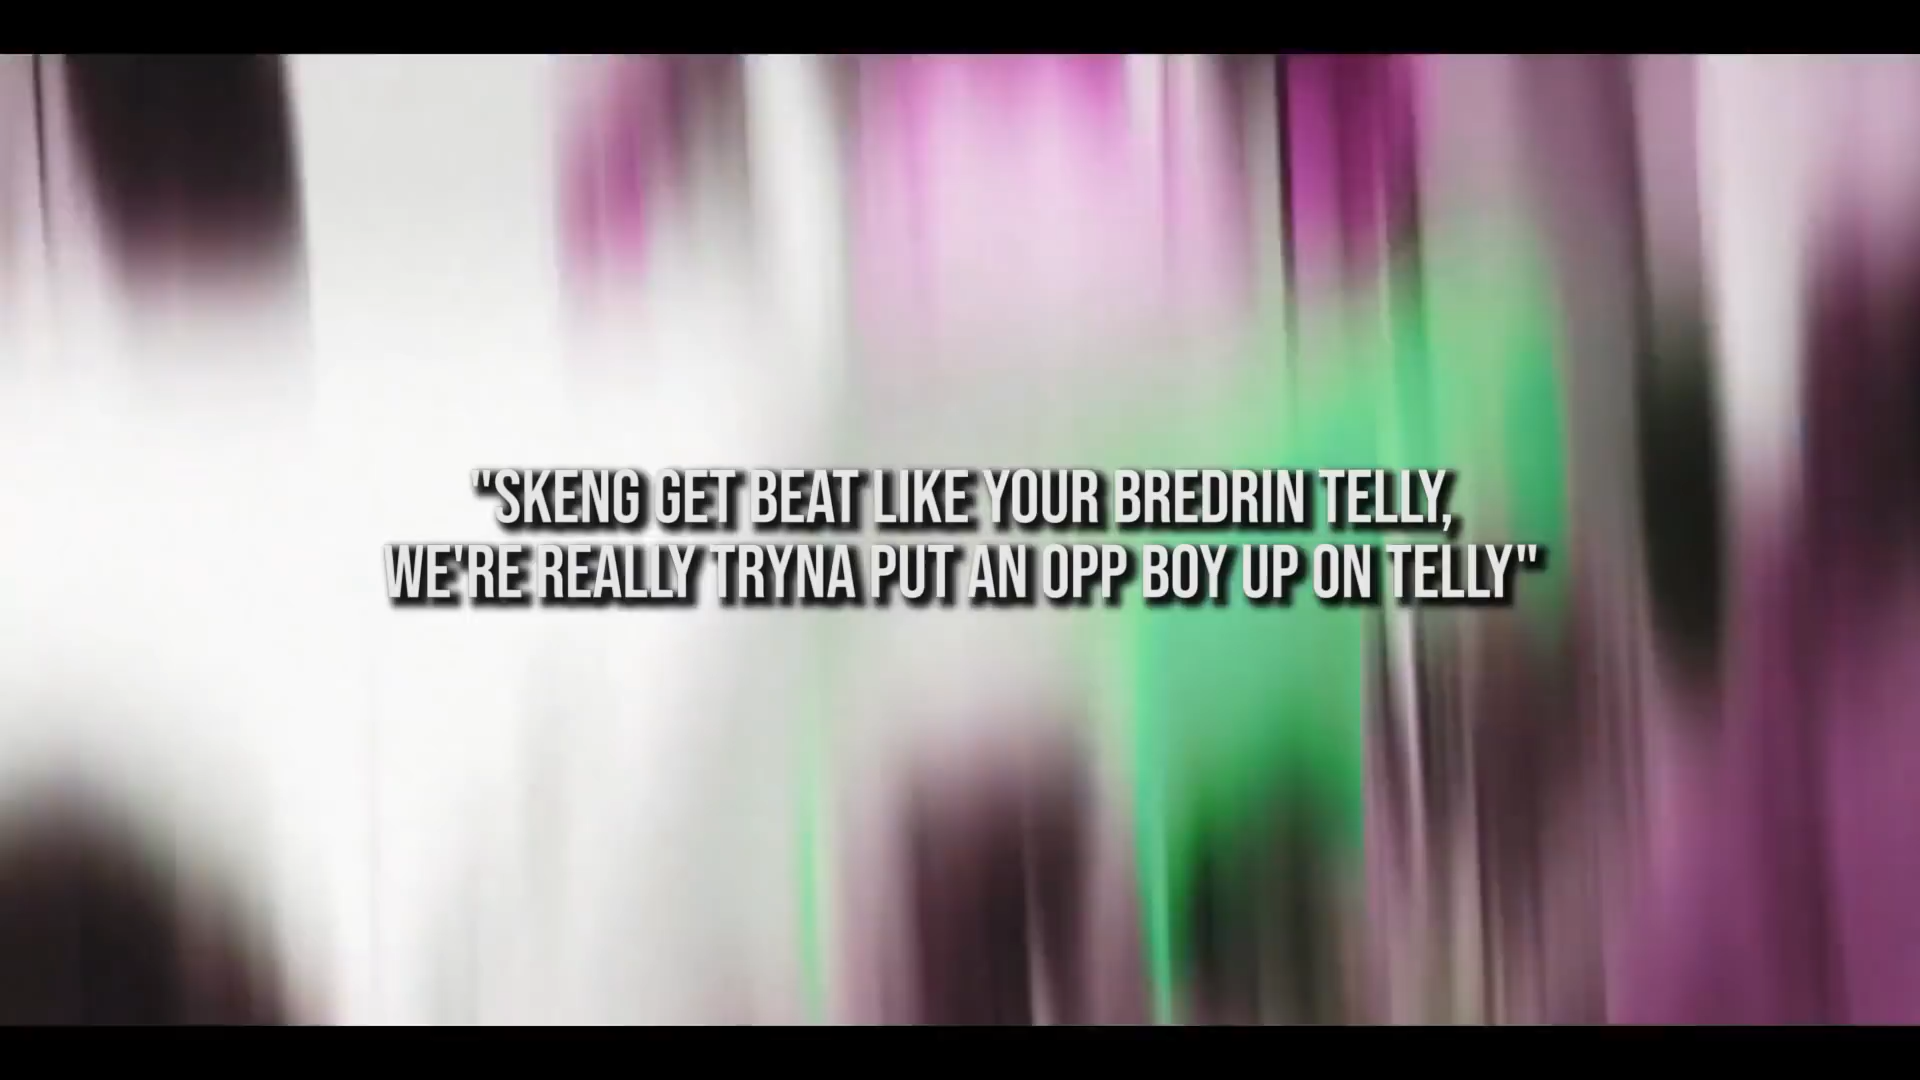 "SKENG GET BEAT LIKE YOUR BREDRIN TELLY,
WE'RE REALLY TRYNA PUT AN OPP BOY UP ON TELLY"